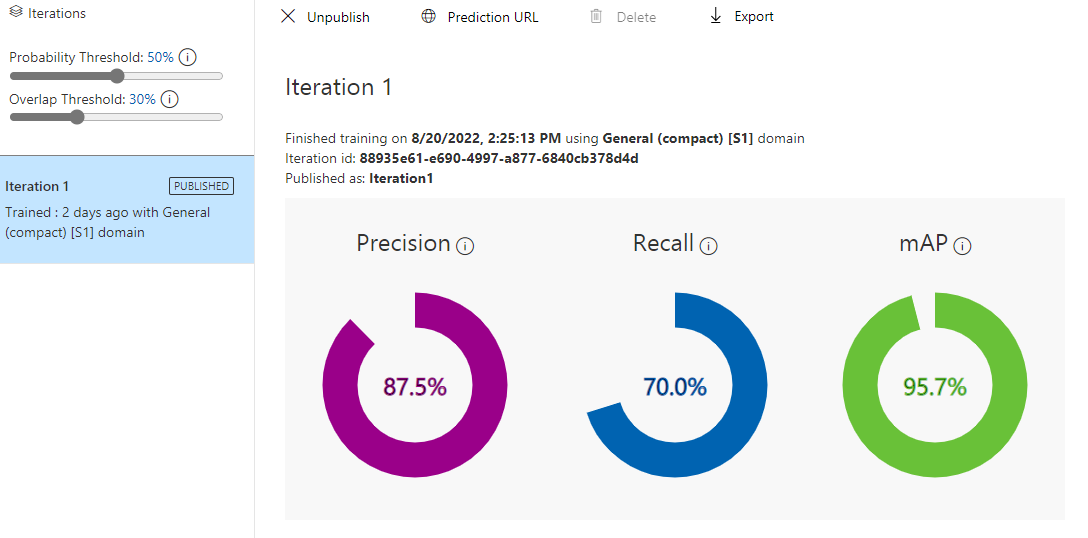 Iterations
Probability Threshold: 50%
Overlap Threshold: 30%
Iteration 1
PUBLISHED
Trained : 2 days ago with General
(compact) [S1] domain
Unpublish
Prediction URL
Delete
Export
Iteration 1
Finished training on 8/20/2022, 2:25:13 PM using General (compact) [S1] domain
Iteration id: 88935e61-e690-4997-a877-6840cb378d4d
Published as: Iteration1
Precision
Recall
mAP
87.5%
70.0%
95.7%